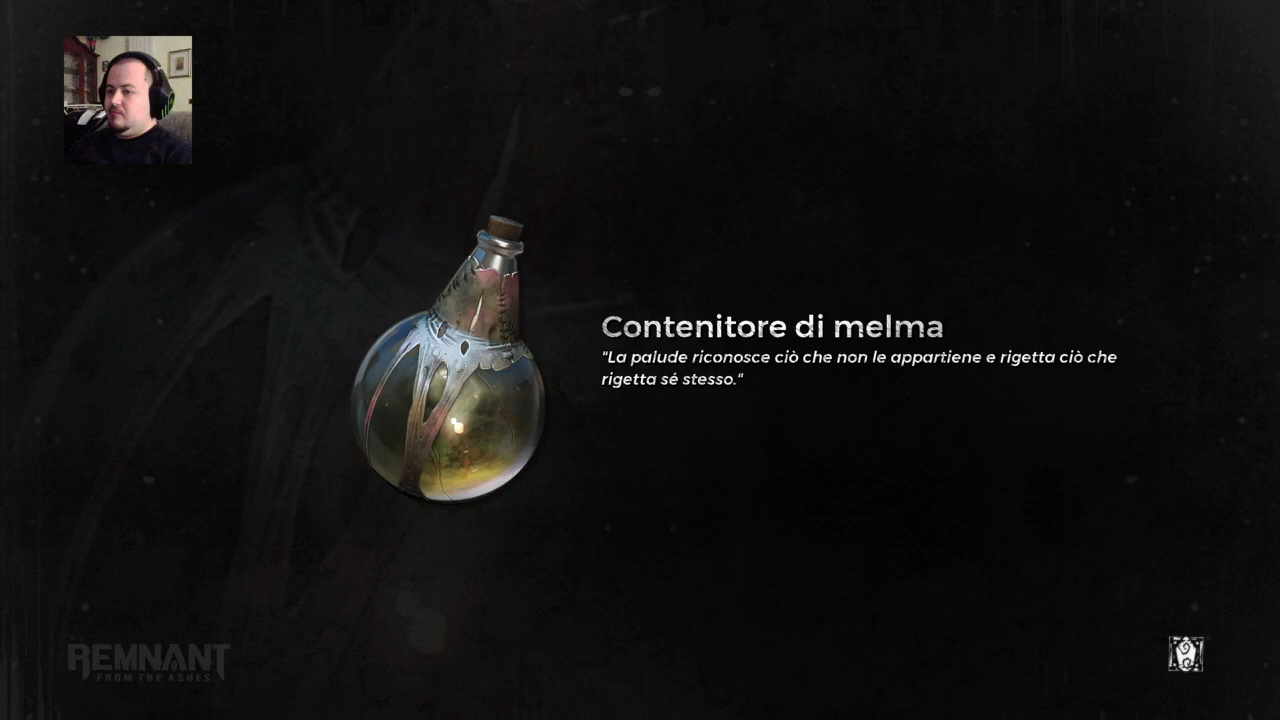 Contenitore di melma
"La palude riconosce ciò che non le appartiene e rigetta ciò che
rigetta sé stesso."
REMNANT
FROM THE ASHES